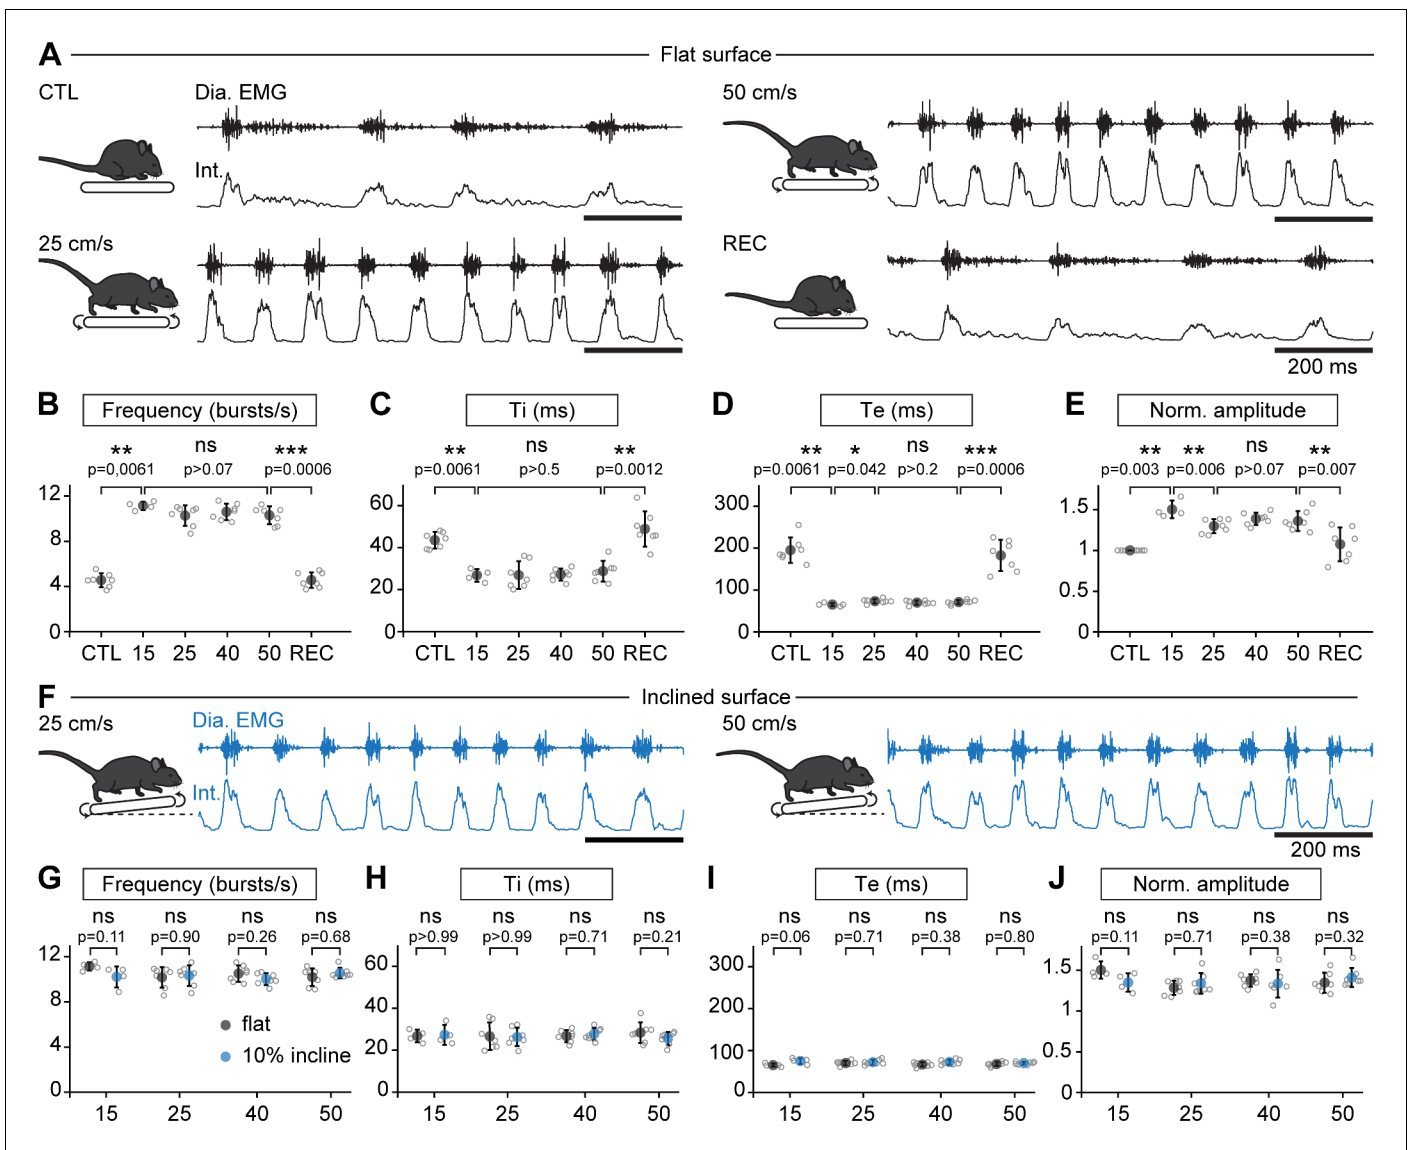 A Flat surface
CTL Dia. EMG 50 cm/s
Int.
25 cm/s REC
200 ms
B Frequency (bursts/s) C Ti (ms) D Te (ms) E Norm. amplitude
** ns *** ** ns ** ** * ns *** ** ** ns **
p=0,0061 p>0.07 p=0.0006 p=0.0061 p>0.5 p=0.0012 p=0.0061 p=0.042 p>0.2 p=0.0006 p=0.003 p=0.006 p>0.07 p=0.007
12 60 300 1.5
8 40 200 1
4 20 100 0.5
0 0 0 0
CTL 15 25 40 50 REC CTL 15 25 40 50 REC CTL 15 25 40 50 REC CTL 15 25 40 50 REC
F Inclined surface
25 cm/s Dia. EMG 50 cm/s
Int.
200 ms
G Frequency (bursts/s) H Ti (ms) I Te (ms) J Norm. amplitude
ns ns ns ns ns ns ns ns ns ns ns ns ns ns ns ns
p=0.11 p=0.90 p=0.26 p=0.68 p>0.99 p>0.99 p=0.71 p=0.21 p=0.06 p=0.71 p=0.38 p=0.80 p=0.11 p=0.71 p=0.38 p=0.32
12 60 300 1.5
8 40 200 1
flat
4 20 100 0.5
10% incline
0 0 0 0
15 25 40 50 15 25 40 50 15 25 40 50 15 25 40 50